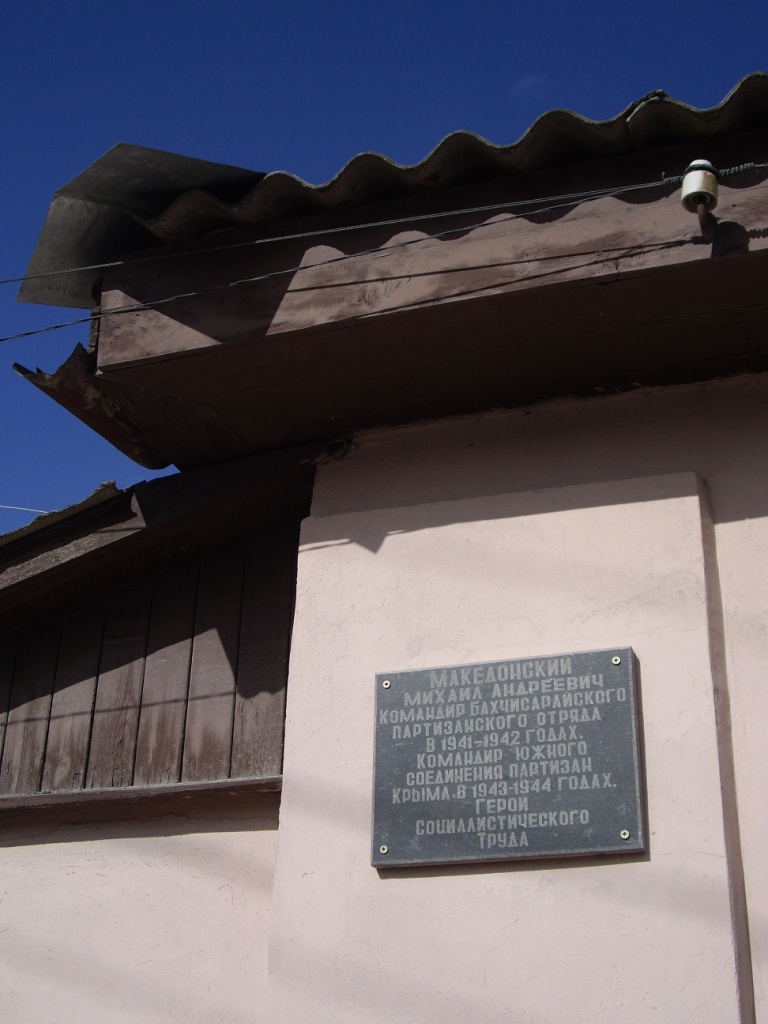 МАКЕДОНСКИЙ
МИХАИЛ АНДРЕЕВИЧ
КОМАНДИР БАХЧИСАРАЙСКОГО
ПАРТИЗАНСКОГО ОТРЯДА
В 1941–1942 ГОДАХ.
КОМАНДИР ЮЖНОГО
СОЕДИНЕНИЯ ПАРТИЗАН
КРЫМА В 1943-1944 ГОДАХ.
ГЕРОЙ
СОЦИАЛИСТИЧЕСКОГО
ТРУДА